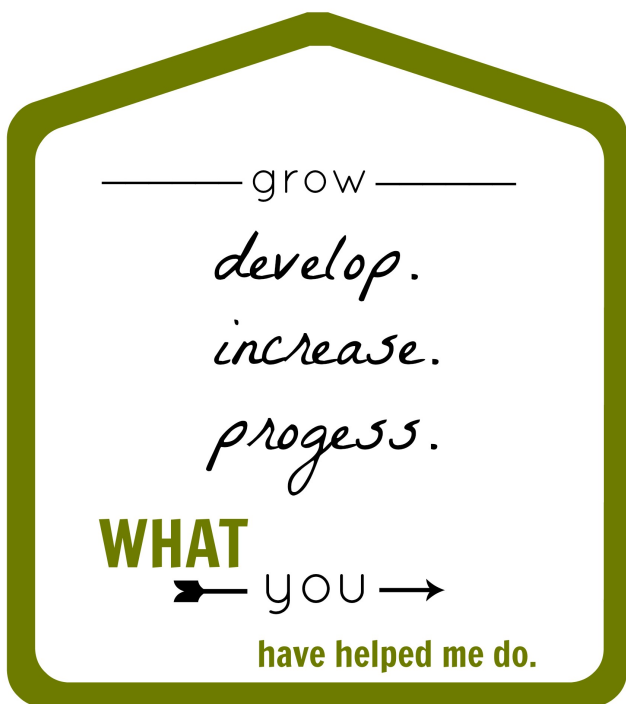 grow
develop.
increase.
progess.
WHAT
you
have helped me do.